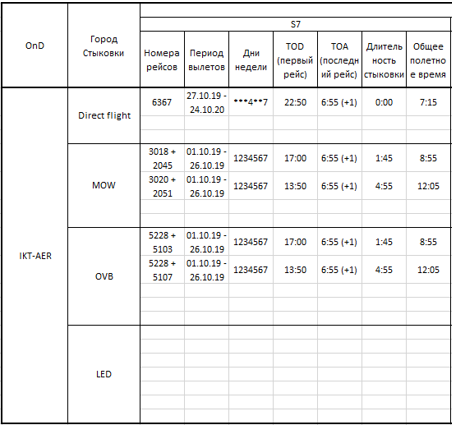 S7
OnD
Город
Стыковки
Номера
рейсов
Период
вылетов
Дни
недели
TOD
(первый
рейс)
TOA
(последн
ий рейс)
Длитель
ность
стыковки
Общее
полетно
е время
IKT-AER
Direct flight
6367
27.10.19 -
24.10.20
***4**7
22:50
6:55 (+1)
0:00
7:15
MOW
3018 +
2045
01.10.19 -
26.10.19
1234567
17:00
6:55 (+1)
1:45
8:55
3020 +
2051
01.10.19 -
26.10.19
1234567
13:50
6:55 (+1)
4:55
12:05
OVB
5228 +
5103
01.10.19 -
26.10.19
1234567
17:00
6:55 (+1)
1:45
8:55
5228 +
5107
01.10.19 -
26.10.19
1234567
13:50
6:55 (+1)
4:55
12:05
LED